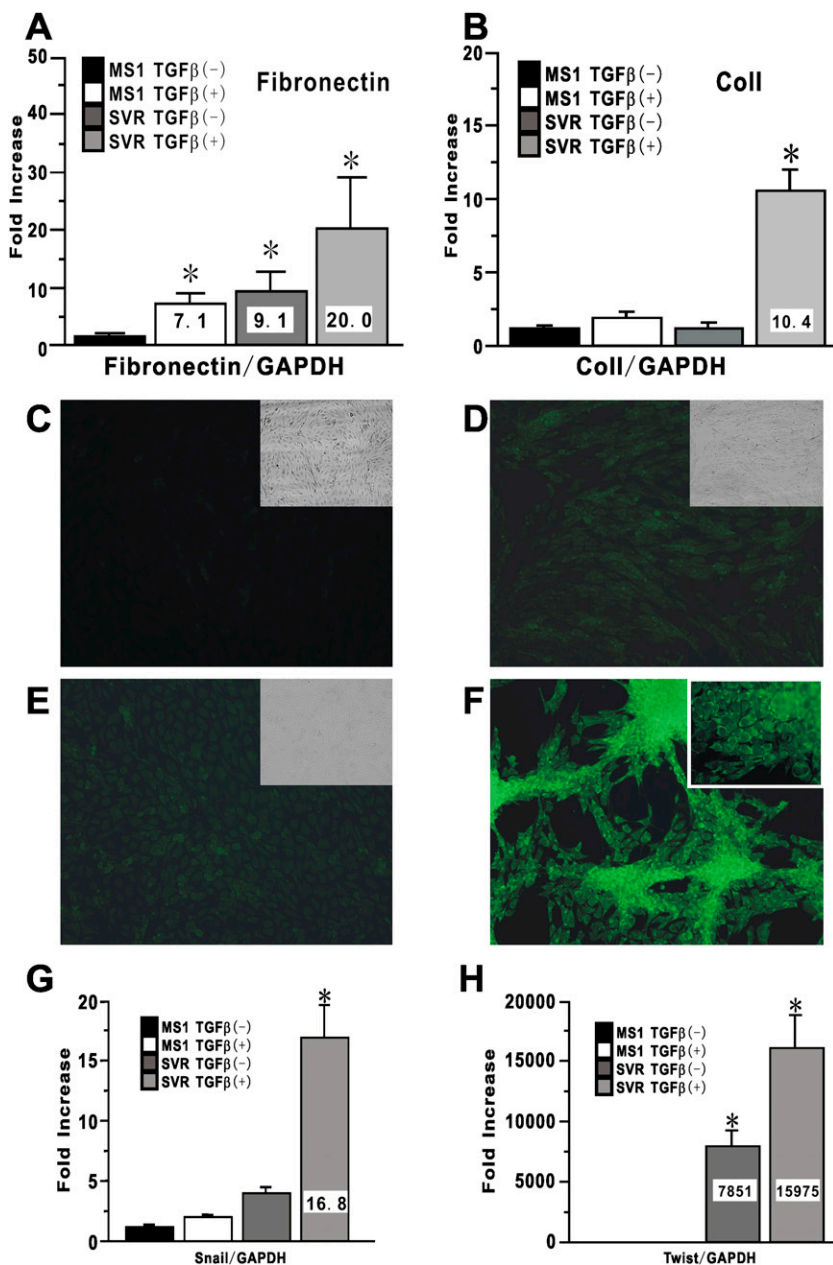 A
50
40
30
20
10
0
Fold Increase
MS1 TGFβ(-)
MS1 TGFβ(+)
SVR TGFβ(-)
SVR TGFβ(+)
Fibronectin
*
*
*
7.1
9.1
20.0
Fibronectin/GAPDH
B
20
15
10
5
0
Fold Increase
MS1 TGFβ(-)
MS1 TGFβ(+)
SVR TGFβ(-)
SVR TGFβ(+)
ColI
*
10.4
ColI/GAPDH
C
D
E
F
G
20
15
10
5
0
Fold Increase
MS1 TGFβ(-)
MS1 TGFβ(+)
SVR TGFβ(-)
SVR TGFβ(+)
*
16.8
Snail/GAPDH
H
20000
15000
10000
5000
0
Fold Increase
MS1 TGFβ(-)
MS1 TGFβ(+)
SVR TGFβ(-)
SVR TGFβ(+)
*
*
7851
15975
Twist/GAPDH